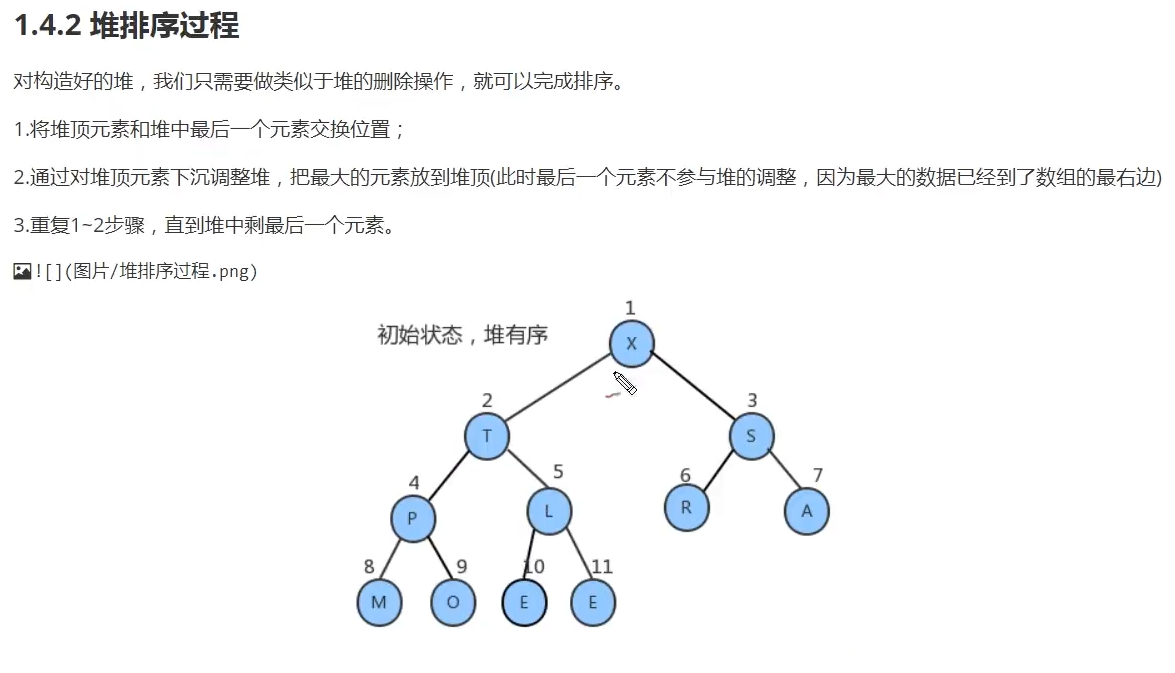 1.4.2 堆排序过程
对构造好的堆，我们只需要做类似于堆的删除操作，就可以完成排序。
1.将堆顶元素和堆中最后一个元素交换位置；
2.通过对堆顶元素下沉调整堆，把最大的元素放到堆顶(此时最后一个元素不参与堆的调整，因为最大的数据已经到了数组的最右边)
3.重复1~2步骤，直到堆中剩最后一个元素。
![](图片/堆排序过程.png)
初始状态，堆有序
1
X
2
3
T
S
4
5
6
7
P
L
R
A
8
9
10
11
M
O
E
E